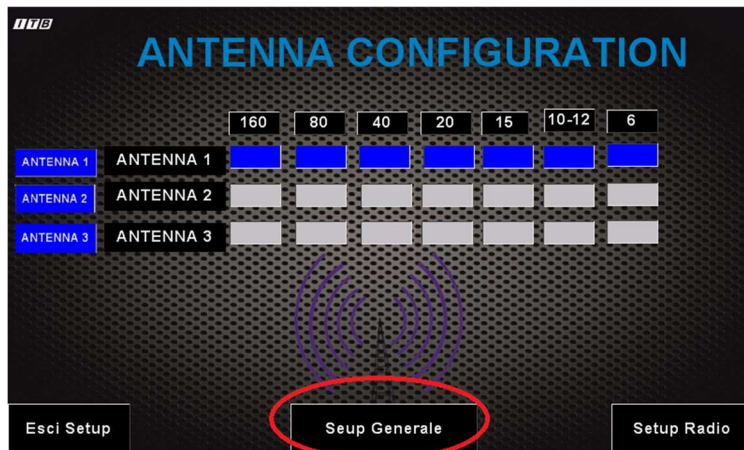 ITB
ANTENNA CONFIGURATION
160 80 40 20 15 10-12 6
ANTENNA 1 ANTENNA 1
ANTENNA 2 ANTENNA 2
ANTENNA 3 ANTENNA 3
Esci Setup Seup Generale Setup Radio